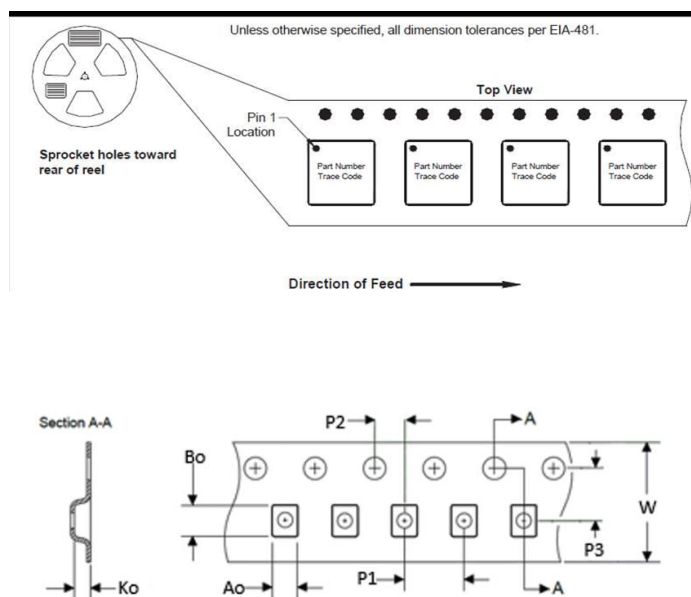 Unless otherwise specified, all dimension tolerances per EIA-481.
Top View
Pin 1
Location
Sprocket holes toward
rear of reel
Part Number
Trace Code
Part Number
Trace Code
Part Number
Trace Code
Part Number
Trace Code
Direction of Feed
Section A-A
P2
A
Bo
W
P3
Ko
Ao
P1
A